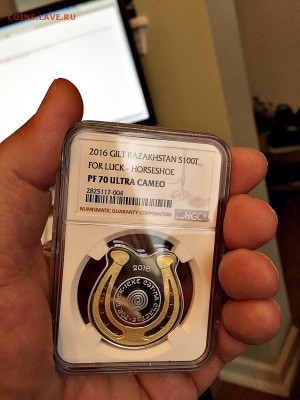 COINS.LAVE.RU
2016 GILT KAZAKHSTAN S100T
FOR LUCK - HORSESHOE
PF 70 ULTRA CAMEO
2825117-004
NUMISMATIC GUARANTY CORPORATION
NGC
2016